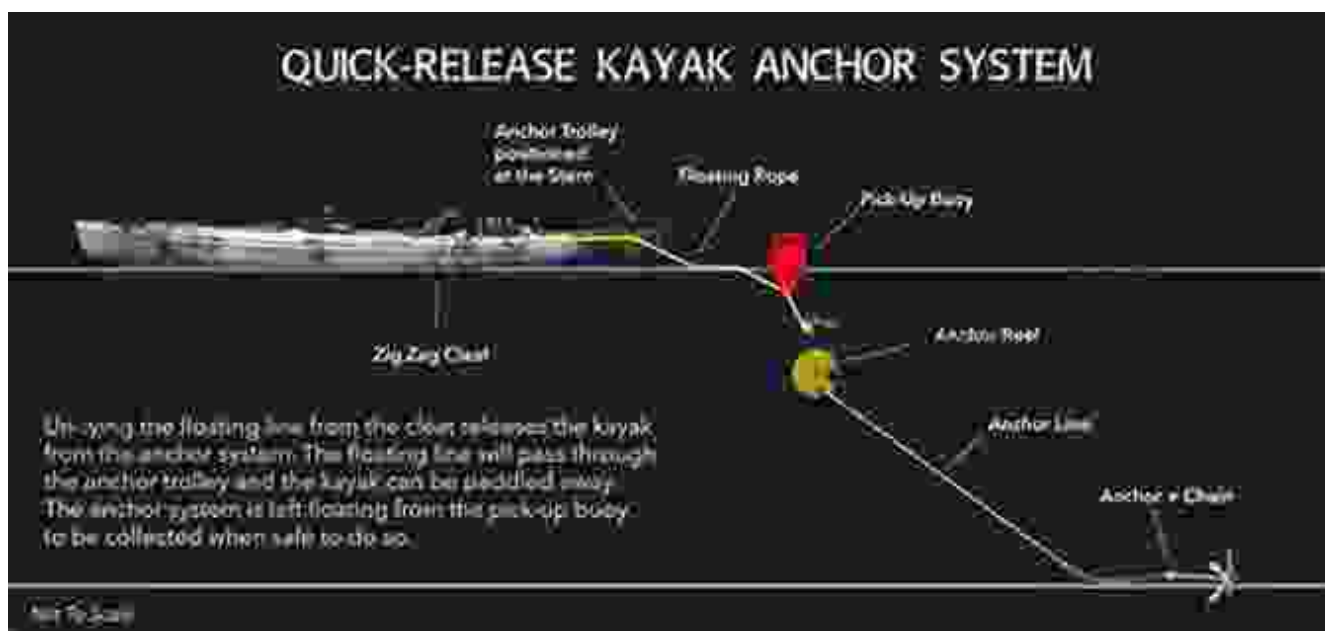 QUICK-RELEASE KAYAK ANCHOR SYSTEM
Anchor Trolley
positioned
at the Stern
Floating Rope
Pick-Up Buoy
Zig Zag Cleat
Anchor Reel
Anchor Line
Anchor + Chain
Un-tying the floating line from the cleat releases the kayak
from the anchor system. The floating line will pass through
the anchor trolley and the kayak can be paddled away.
The anchor system is left floating from the pick-up buoy
to be collected when safe to do so.
Not To Scale